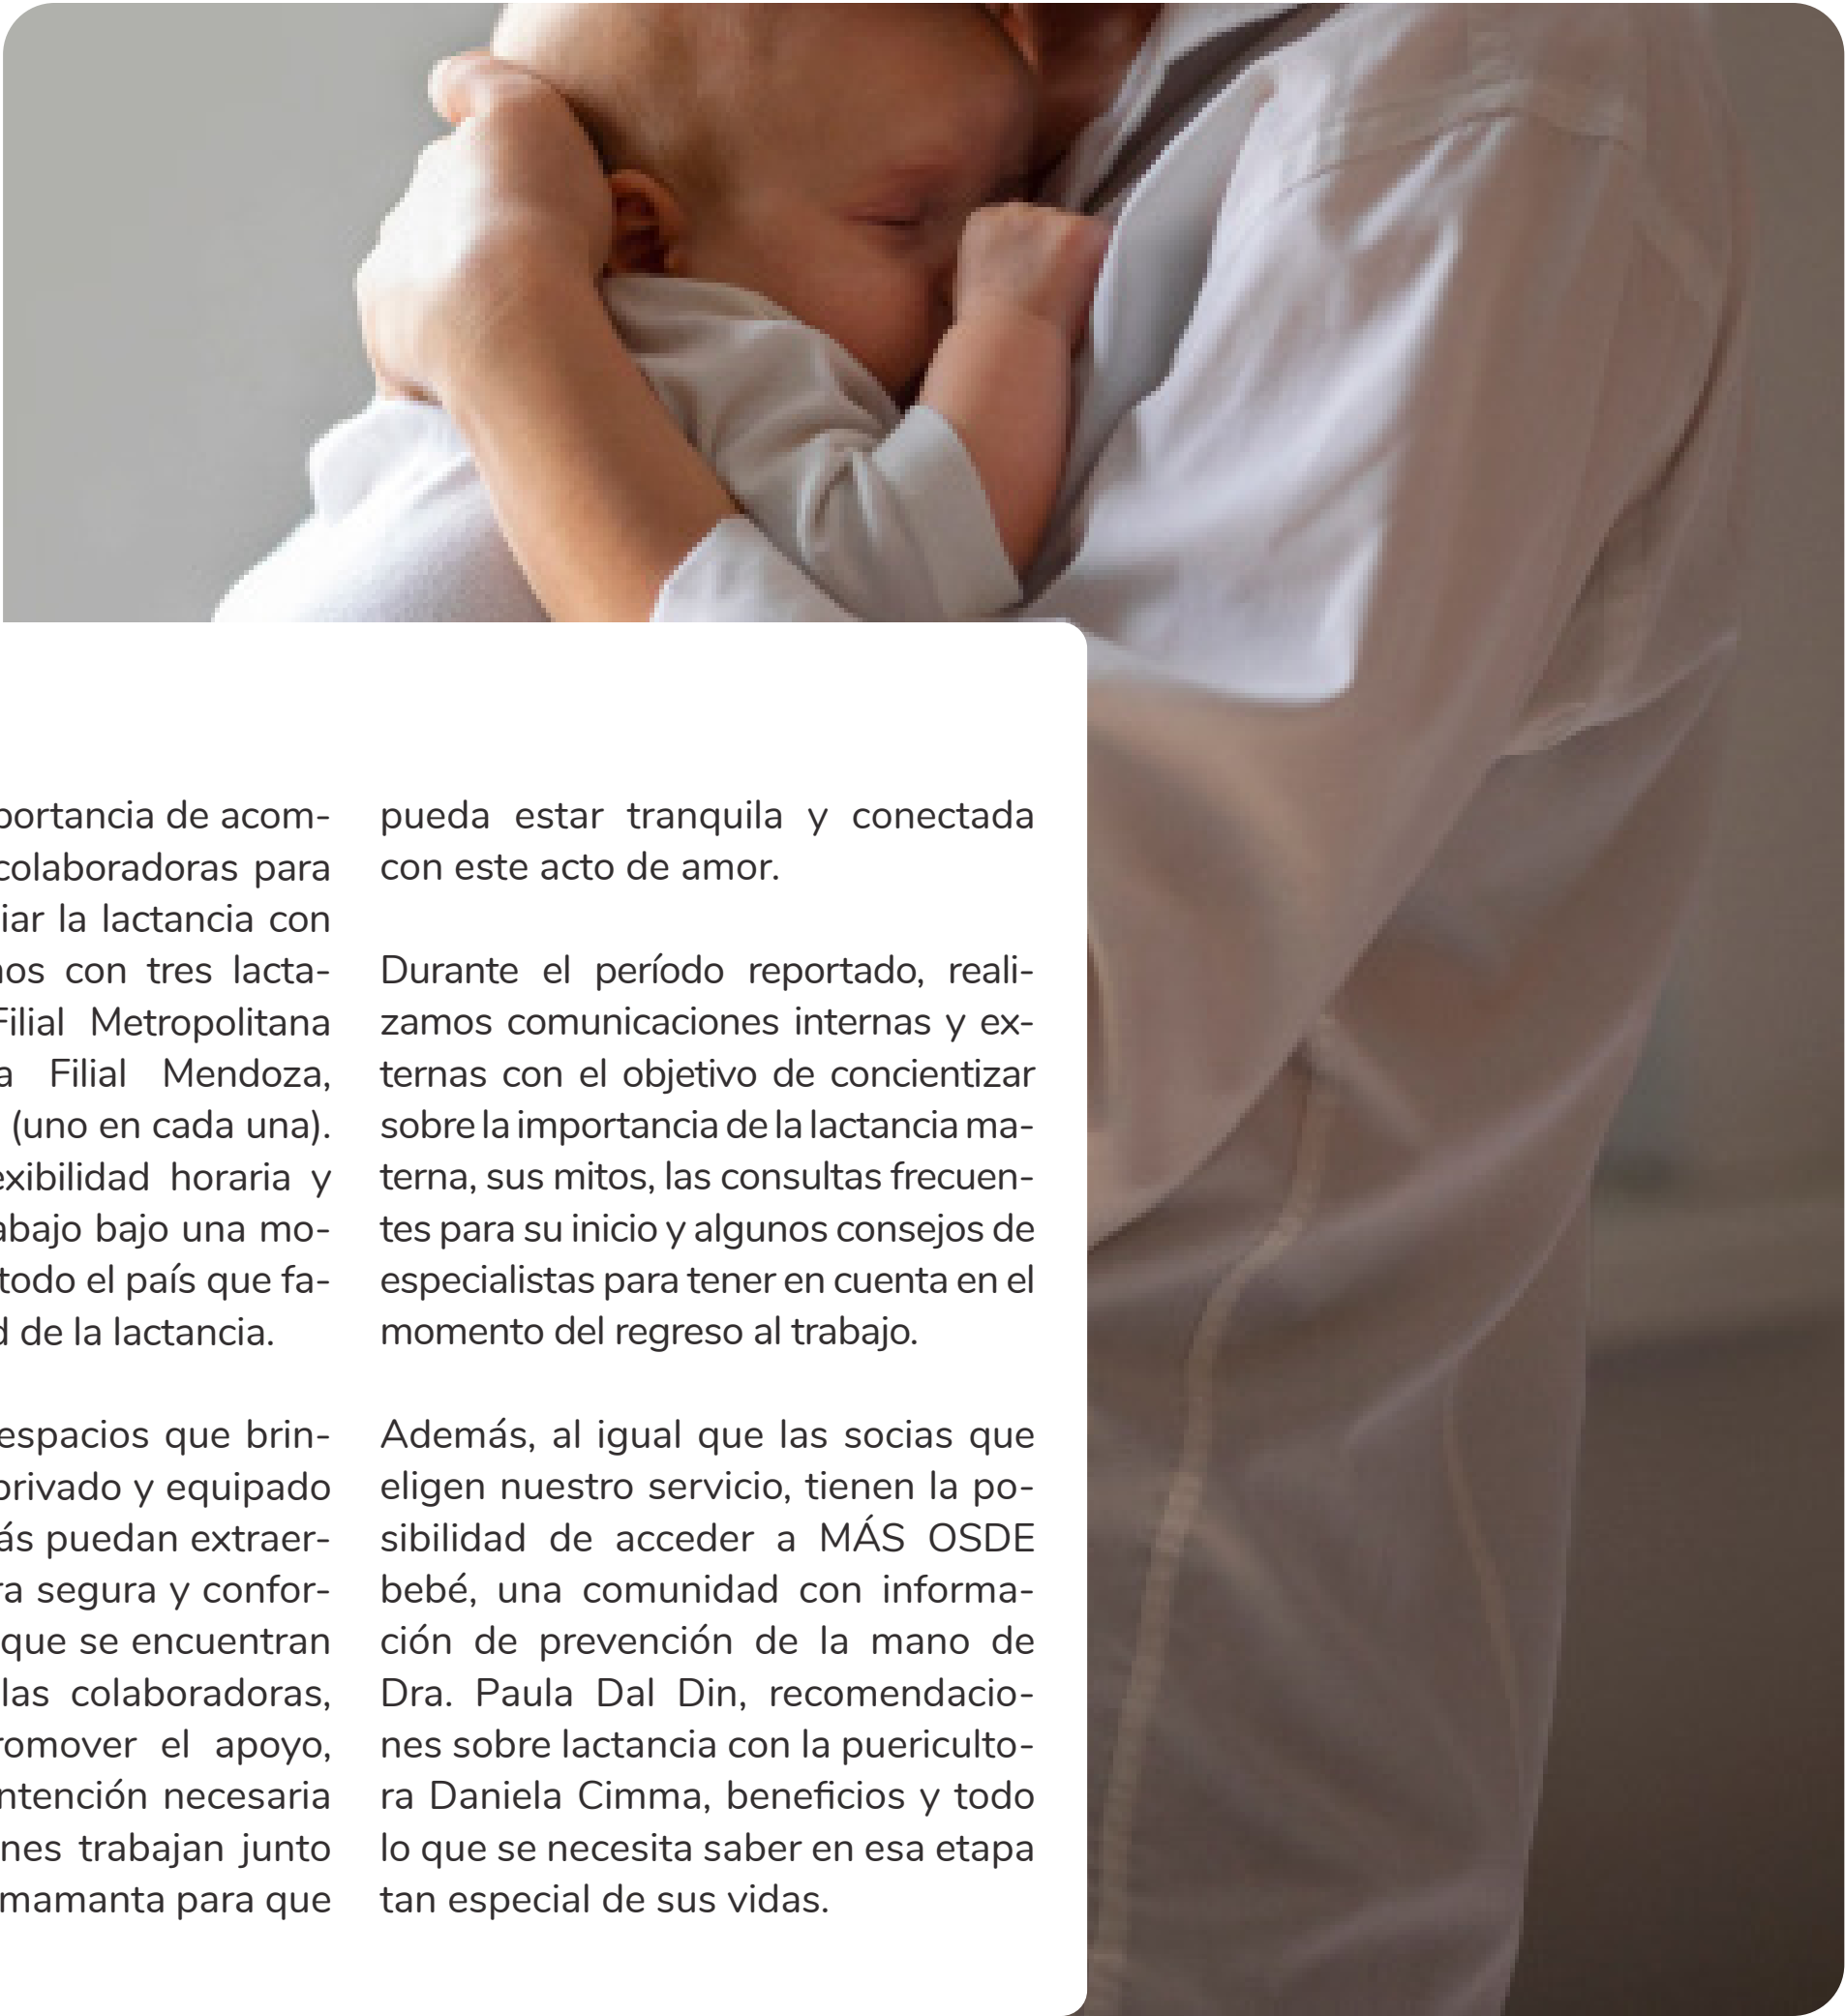 portancia de acom-
colaboradoras para
iar la lactancia con
nos con tres lacta-
Filial Metropolitana
a Filial Mendoza,
(uno en cada una).
exibilidad horaria y
abajo bajo una mo-
todo el país que fa-
d de la lactancia.
espacios que brin-
privado y equipado
ás puedan extraer-
ra segura y confor-
que se encuentran
las colaboradoras,
romover el apoyo,
ntención necesaria
nes trabajan junto
mamanta para que
pueda estar tranquila y conectada
con este acto de amor.
Durante el período reportado, reali-
zamos comunicaciones internas y ex-
ternas con el objetivo de concientizar
sobre la importancia de la lactancia ma-
terna, sus mitos, las consultas frecuen-
tes para su inicio y algunos consejos de
especialistas para tener en cuenta en el
momento del regreso al trabajo.
Además, al igual que las socias que
eligen nuestro servicio, tienen la po-
sibilidad de acceder a MÁS OSDE
bebé, una comunidad con informa-
ción de prevención de la mano de
Dra. Paula Dal Din, recomendacio-
nes sobre lactancia con la puericulto-
ra Daniela Cimma, beneficios y todo
lo que se necesita saber en esa etapa
tan especial de sus vidas.